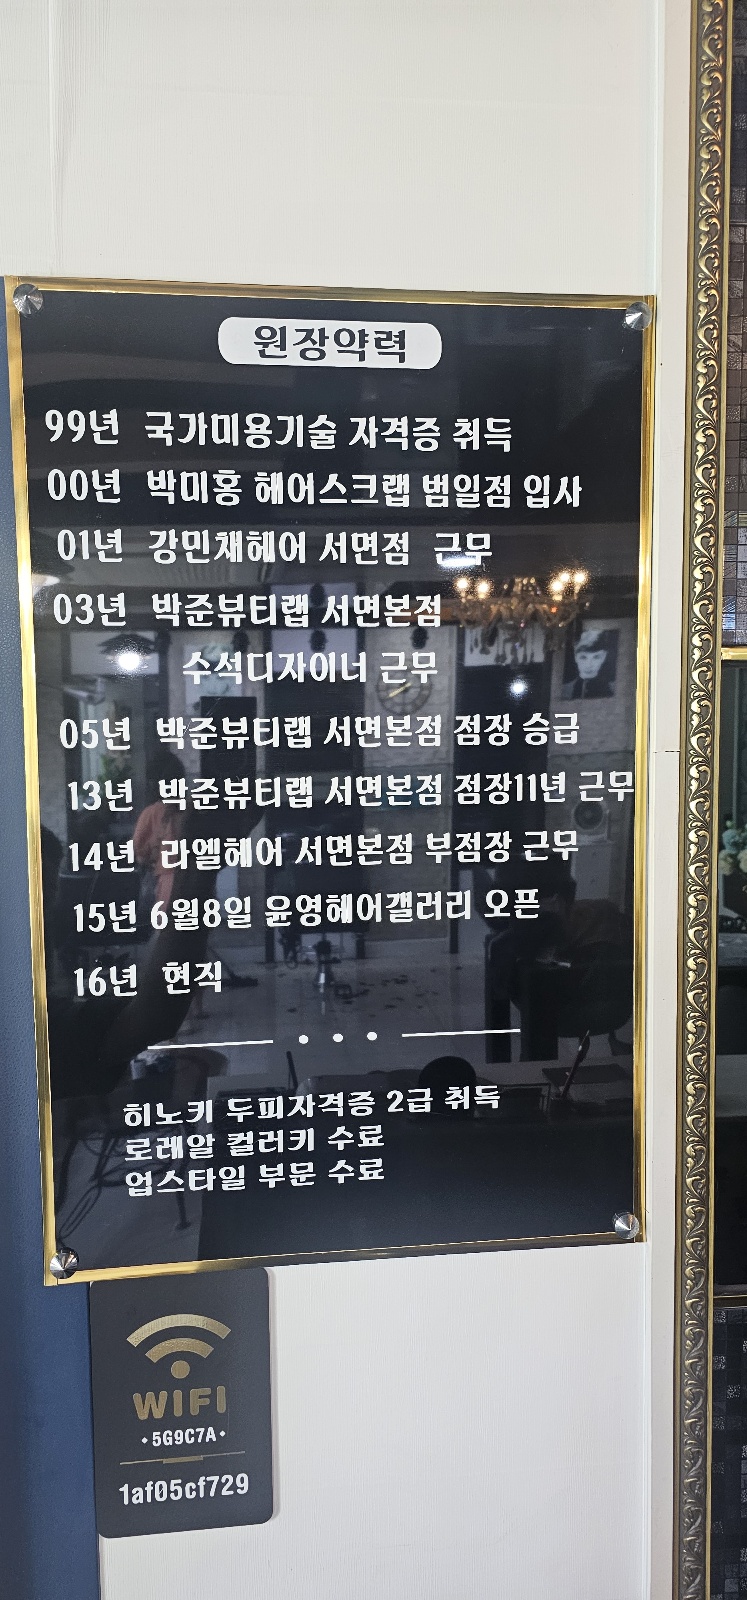 원장약력
99년 국가미용기술 자격증 취득
00년 박미홍 헤어스크랩 범일점 입사
01년 강민채헤어 서면점 근무
03년 박준뷰티랩 서면본점
수석디자이너 근무
05년 박준뷰티랩 서면본점 점장 승급
13년 박준뷰티랩 서면본점 점장11년 근무
14년 라엘헤어 서면본점 부점장 근무
15년 6월8일 윤영헤어갤러리 오픈
16년 현직
히노키 두피자격증 2급 취득
로레알 컬러키 수료
업스타일 부문 수료
WIFI
•5G9C7A•
1af05cf729